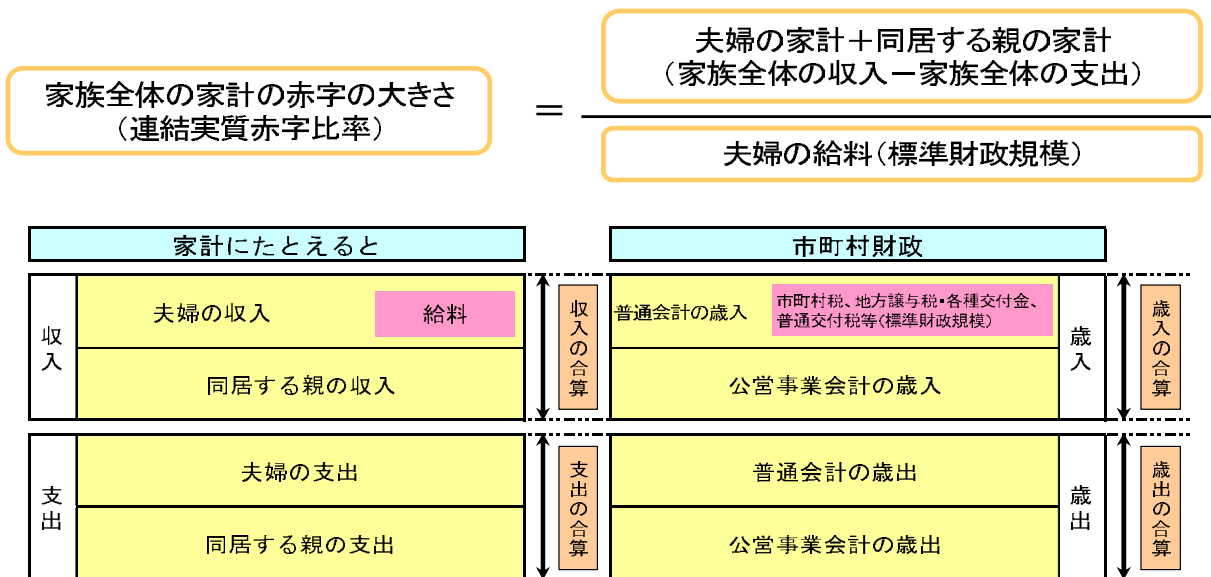 夫婦の家計＋同居する親の家計
（家族全体の収入－家族全体の支出）
家族全体の家計の赤字の大きさ
（連結実質赤字比率）
＝
夫婦の給料（標準財政規模）
家計にたとえると
市町村財政
収入
夫婦の収入
給料
同居する親の収入
収入の合算
普通会計の歳入
市町村税、地方譲与税・各種交付金、
普通交付税等（標準財政規模）
公営事業会計の歳入
歳入
歳入の合算
支出
夫婦の支出
同居する親の支出
支出の合算
普通会計の歳出
公営事業会計の歳出
歳出
歳出の合算